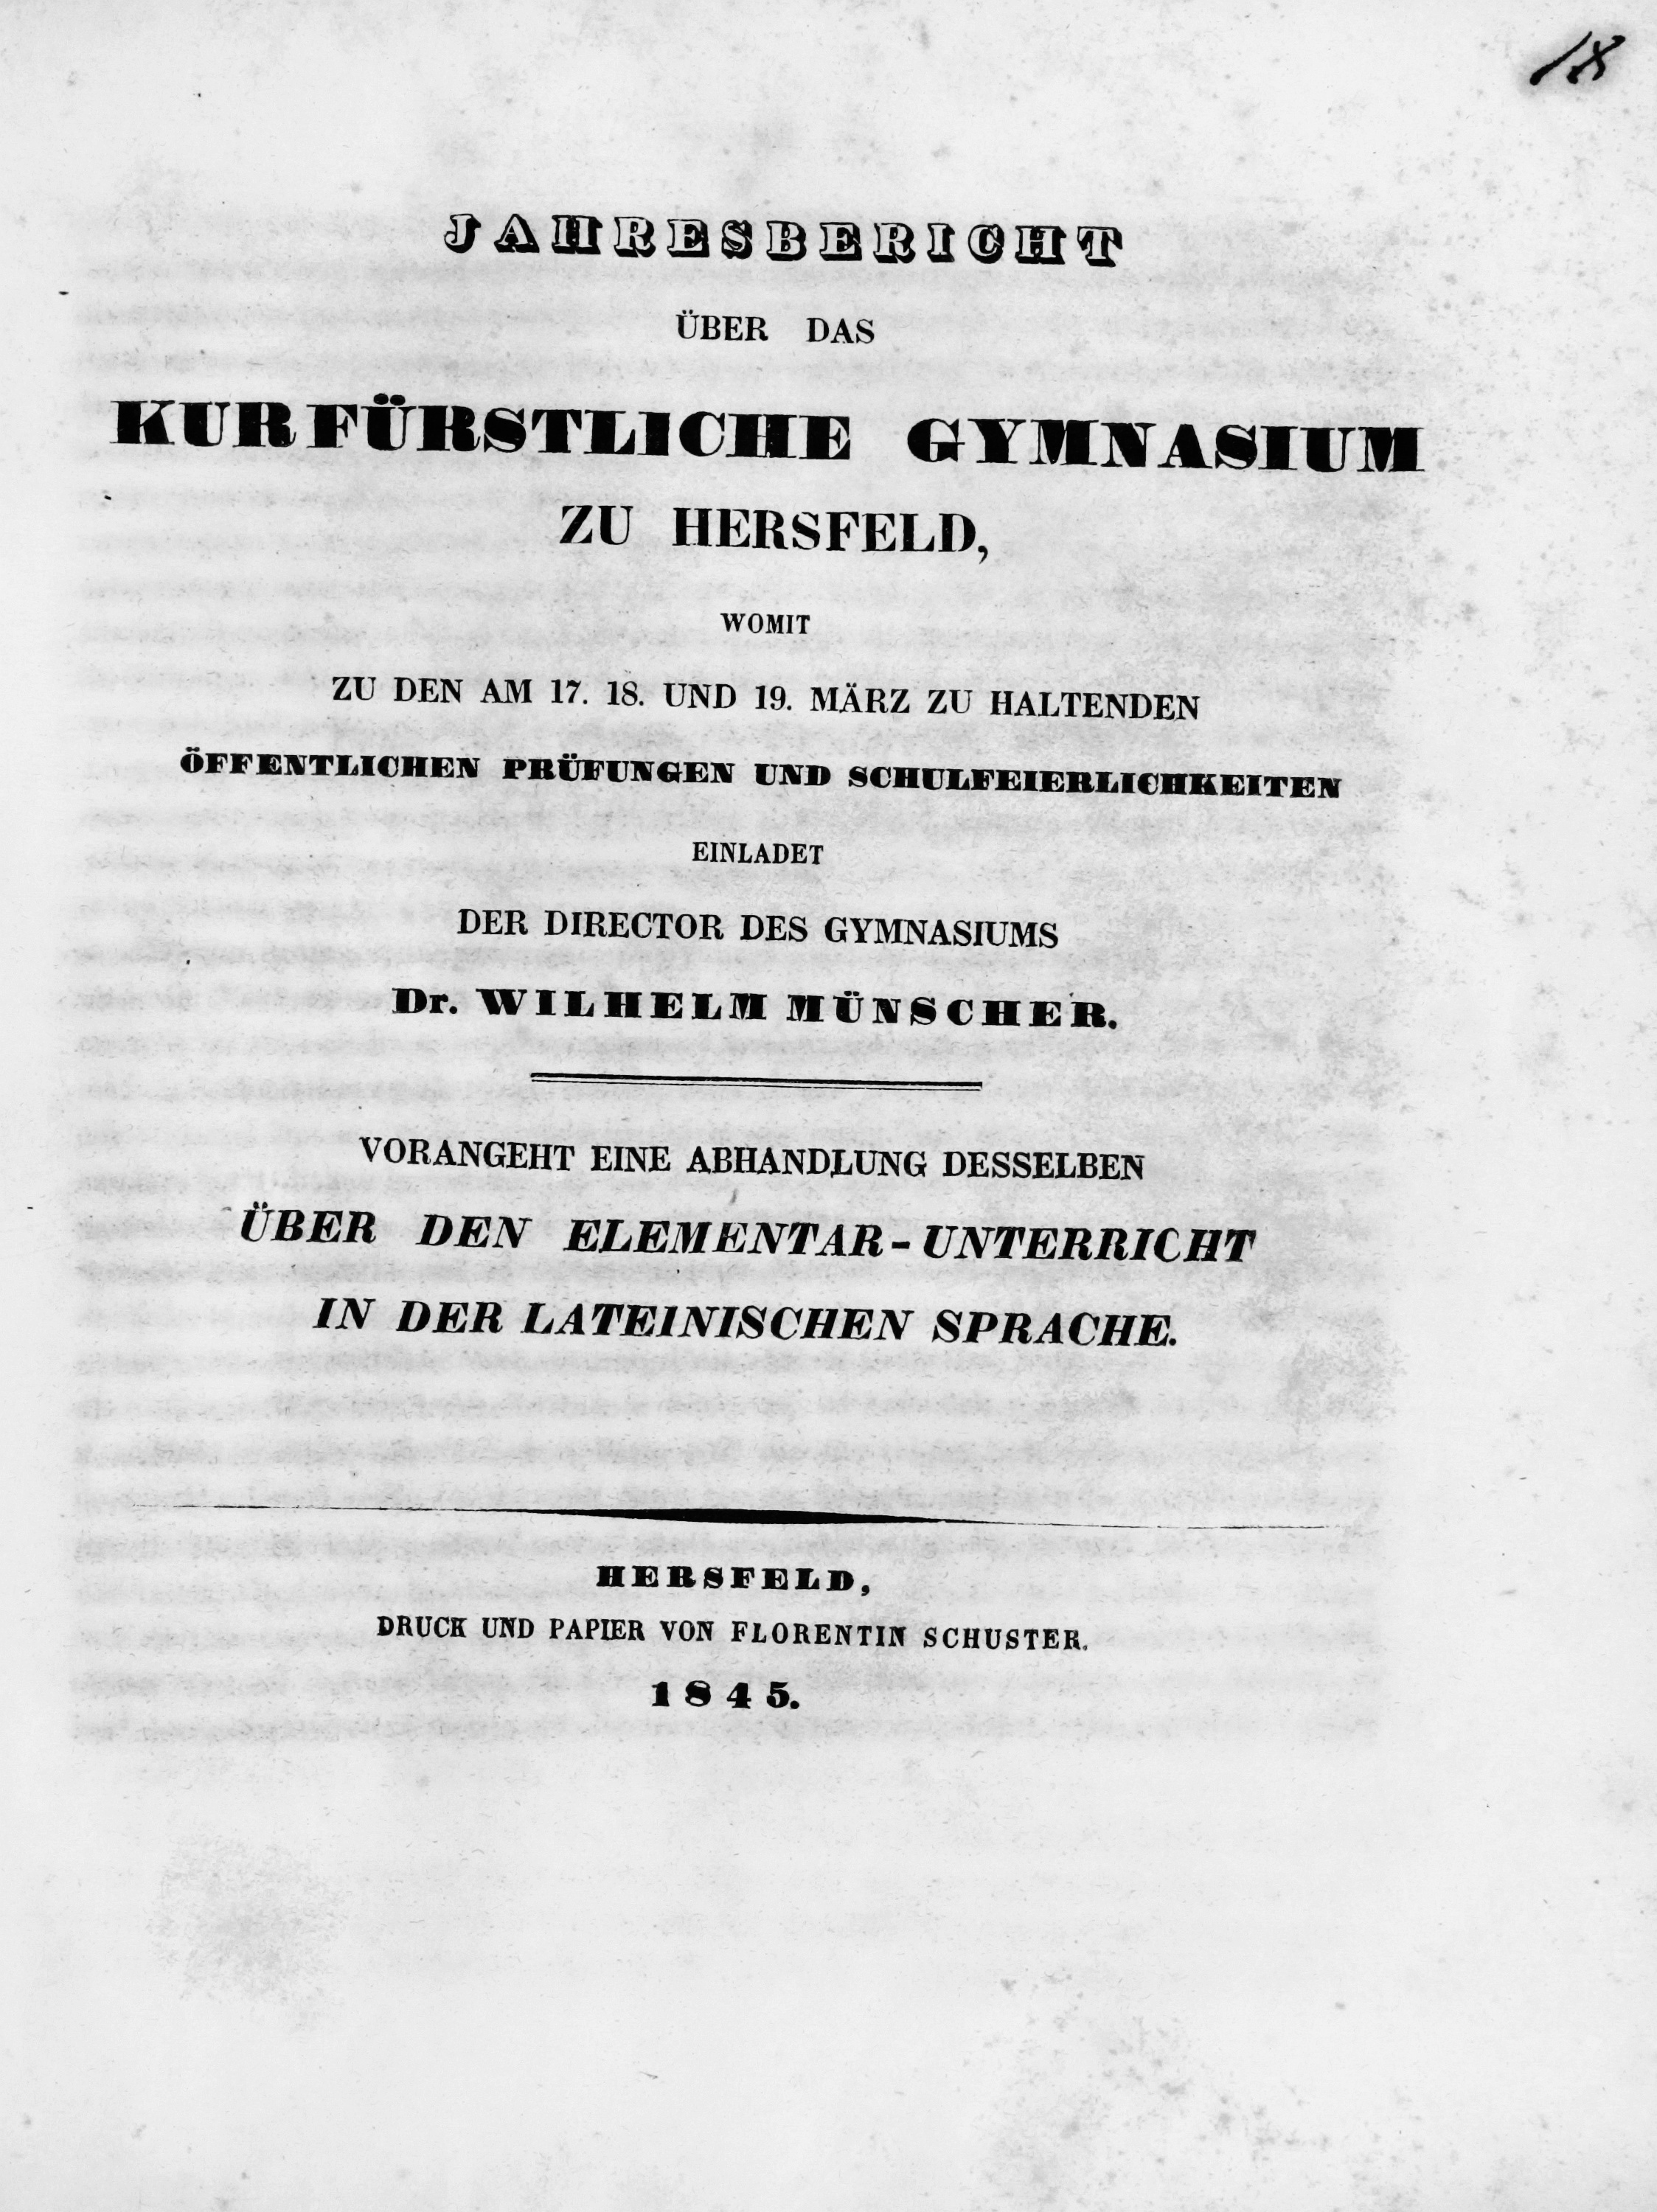 18
JAHRESBERICHT
ÜBER DAS
KURFÜRSTLICHE GYMNASIUM
ZU HERSFELD,
WOMIT
ZU DEN AM 17. 18. UND 19. MÄRZ ZU HALTENDEN
ÖFFENTLICHEN PRÜFUNGEN UND SCHULFEIERLICHKEITEN
EINLADET
DER DIRECTOR DES GYMNASIUMS
Dr. WILHELM MÜNSCHER.
VORANGEHT EINE ABHANDLUNG DESSELBEN
ÜBER DEN ELEMENTAR-UNTERRICHT
IN DER LATEINISCHEN SPRACHE.
HERSFELD,
DRUCK UND PAPIER VON FLORENTIN SCHUSTER.
1845.